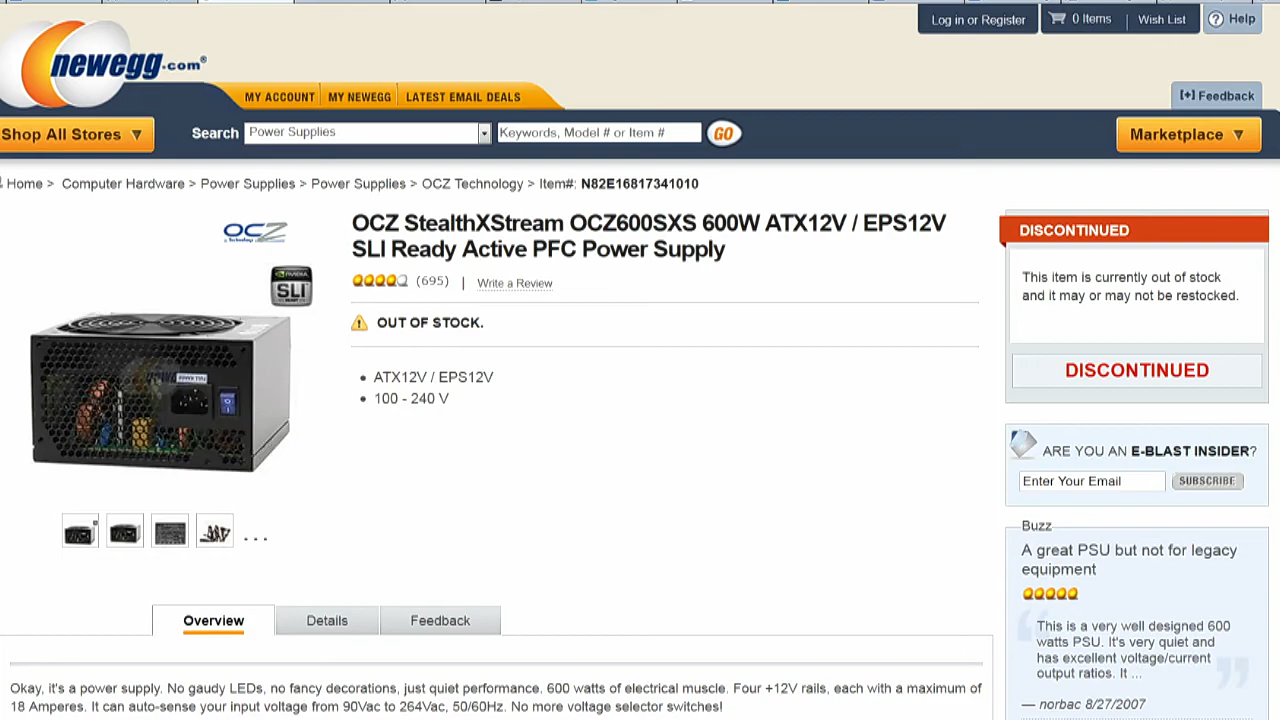 Log in or Register
0 Items
Wish List
Help
newegg.com®
MY ACCOUNT
MY NEWEGG
LATEST EMAIL DEALS
[+] Feedback
Shop All Stores
Search
Power Supplies
Keywords, Model # or Item #
GO
Marketplace
Home > Computer Hardware > Power Supplies > Power Supplies > OCZ Technology > Item#: N82E16817341010
OCZ
Technology
NVIDIA
SLI
READY
OCZ StealthXStream OCZ600SXS 600W ATX12V / EPS12V
SLI Ready Active PFC Power Supply
(695) | Write a Review
OUT OF STOCK.
ATX12V / EPS12V
100 - 240 V
DISCONTINUED
This item is currently out of stock
and it may or may not be restocked.
DISCONTINUED
ARE YOU AN E-BLAST INSIDER?
Enter Your Email
SUBSCRIBE
Buzz
A great PSU but not for legacy
equipment
This is a very well designed 600
watts PSU. It's very quiet and
has excellent voltage/current
output ratios. It ...
— norbac 8/27/2007
. . .
Overview
Details
Feedback
Okay, it's a power supply. No gaudy LEDs, no fancy decorations, just quiet performance. 600 watts of electrical muscle. Four +12V rails, each with a maximum of
18 Amperes. It can auto-sense your input voltage from 90Vac to 264Vac, 50/60Hz. No more voltage selector switches!